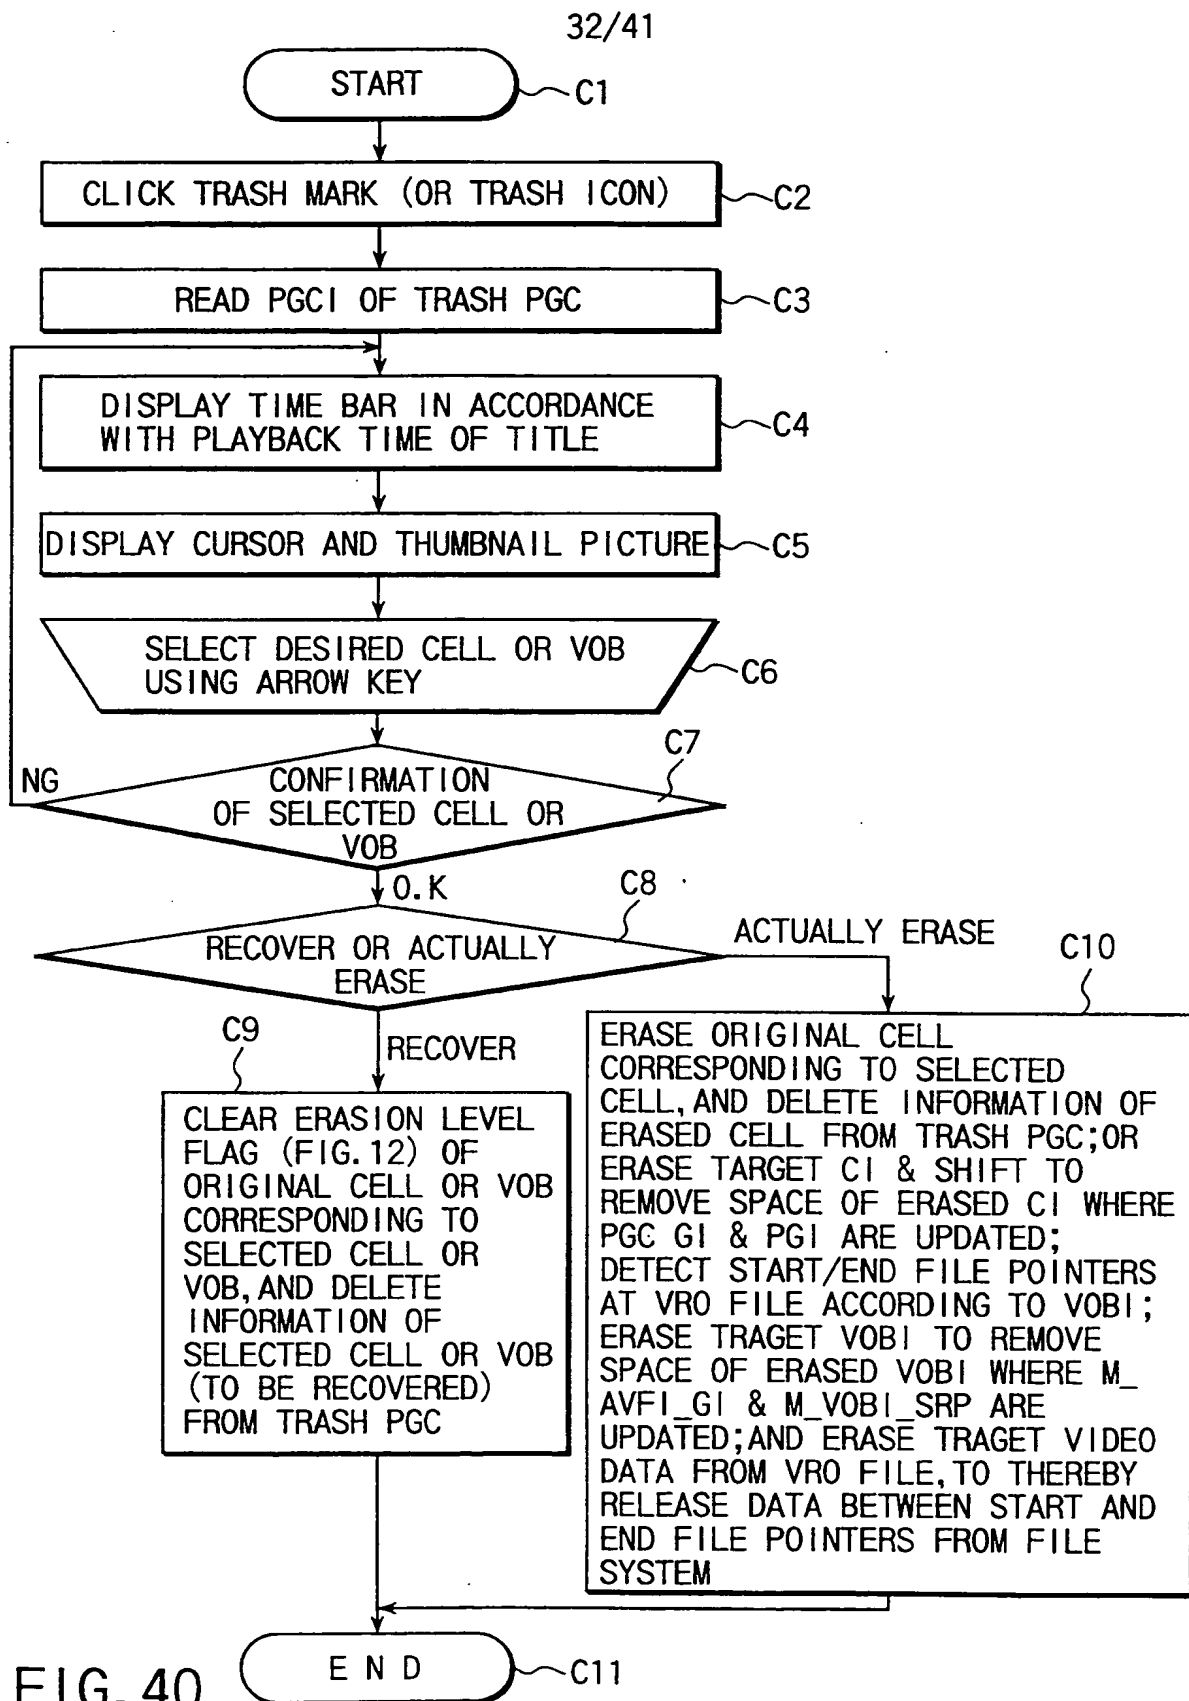 32/41
START
C1
CLICK TRASH MARK (OR TRASH ICON)
C2
READ PGCI OF TRASH PGC
C3
DISPLAY TIME BAR IN ACCORDANCE
WITH PLAYBACK TIME OF TITLE
C4
DISPLAY CURSOR AND THUMBNAIL PICTURE
C5
SELECT DESIRED CELL OR VOB
USING ARROW KEY
C6
C7
NG
CONFIRMATION
OF SELECTED CELL OR
VOB
O.K
C8
RECOVER OR ACTUALLY
ERASE
ACTUALLY ERASE
C10
C9
RECOVER
CLEAR ERASION LEVEL
FLAG (FIG.12) OF
ORIGINAL CELL OR VOB
CORRESPONDING TO
SELECTED CELL OR
VOB,AND DELETE
INFORMATION OF
SELECTED CELL OR VOB
(TO BE RECOVERED)
FROM TRASH PGC
ERASE ORIGINAL CELL
CORRESPONDING TO SELECTED
CELL,AND DELETE INFORMATION OF
ERASED CELL FROM TRASH PGC;OR
ERASE TARGET CI & SHIFT TO
REMOVE SPACE OF ERASED CI WHERE
PGC GI & PGI ARE UPDATED;
DETECT START/END FILE POINTERS
AT VRO FILE ACCORDING TO VOBI;
ERASE TRAGET VOBI TO REMOVE
SPACE OF ERASED VOBI WHERE M_
AVFI_GI & M_VOBI_SRP ARE
UPDATED;AND ERASE TRAGET VIDEO
DATA FROM VRO FILE,TO THEREBY
RELEASE DATA BETWEEN START AND
END FILE POINTERS FROM FILE
SYSTEM
END
C11
FIG.40